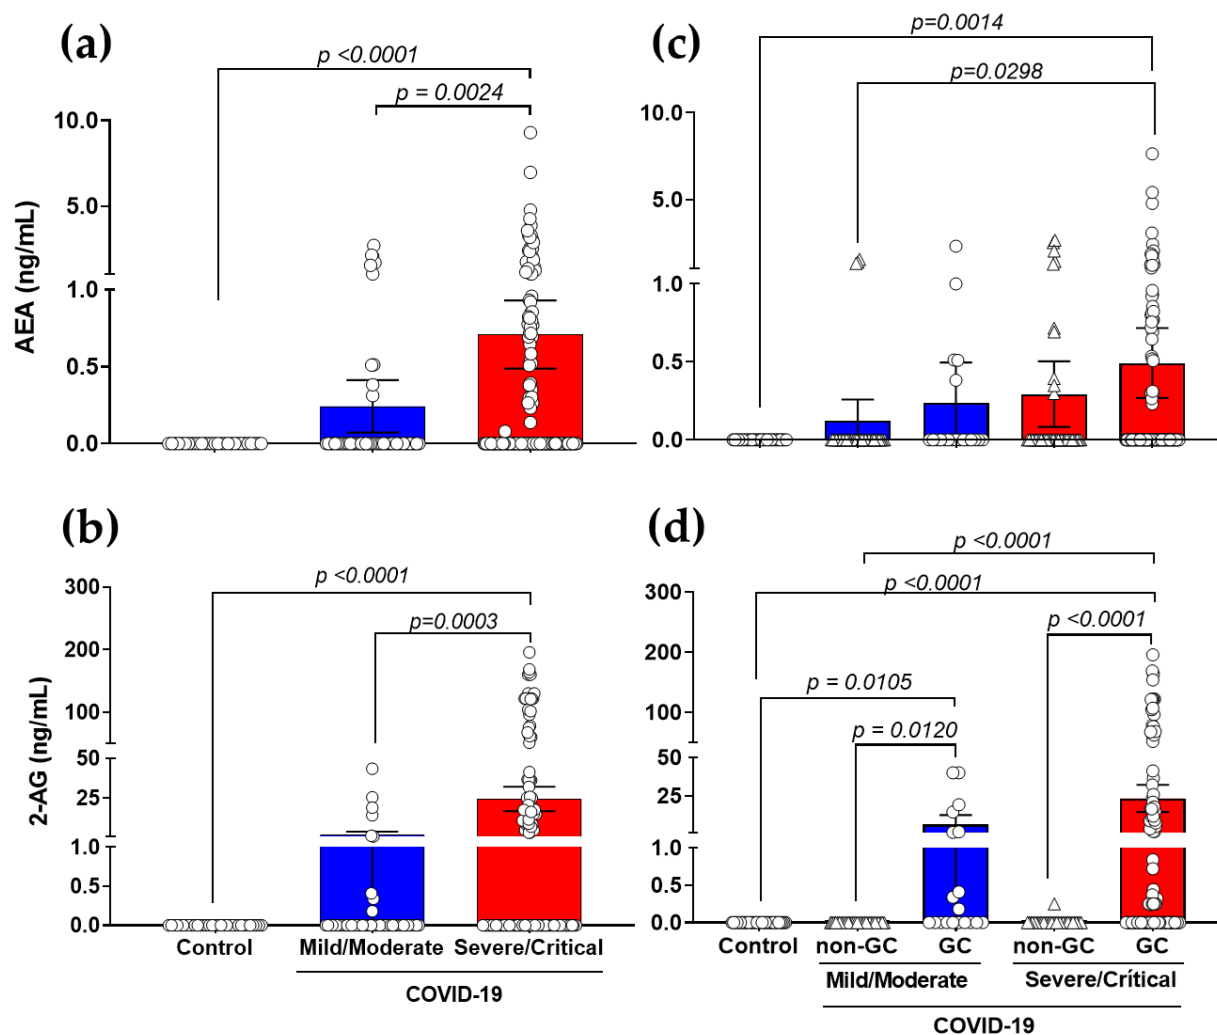 (a)
p <0.0001
p = 0.0024
10.0
5.0
1.0
0.5
0.0
AEA (ng/mL)
(c)
p=0.0014
p=0.0298
10.0
5.0
1.0
0.5
0.0
(b)
p <0.0001
p=0.0003
300
200
100
50
25
1.0
0.5
0.0
2-AG (ng/mL)
Control Mild/Moderate Severe/Critical
COVID-19
(d)
p <0.0001
p <0.0001
p <0.0001
p = 0.0105
p = 0.0120
300
200
100
50
25
1.0
0.5
0.0
Control non-GC GC non-GC GC
Mild/Moderate Severe/Crítical
COVID-19